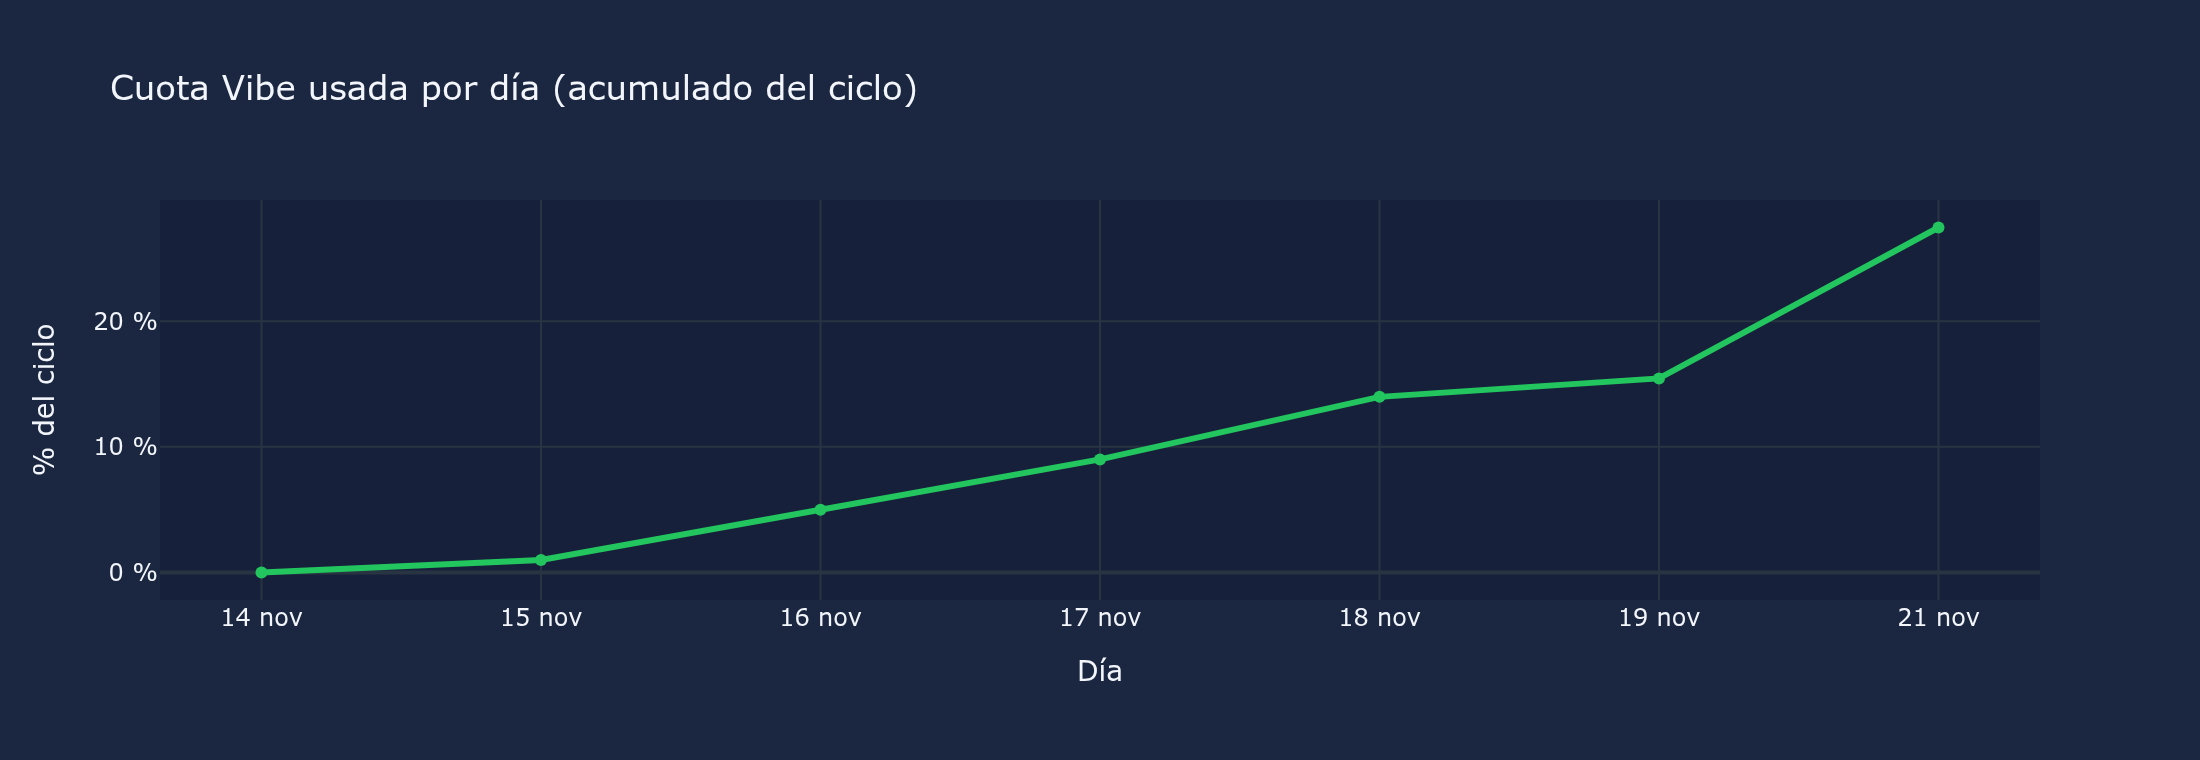 Cuota Vibe usada por día (acumulado del ciclo)
% del ciclo
20 %
10 %
0 %
14 nov
15 nov
16 nov
17 nov
18 nov
19 nov
21 nov
Día